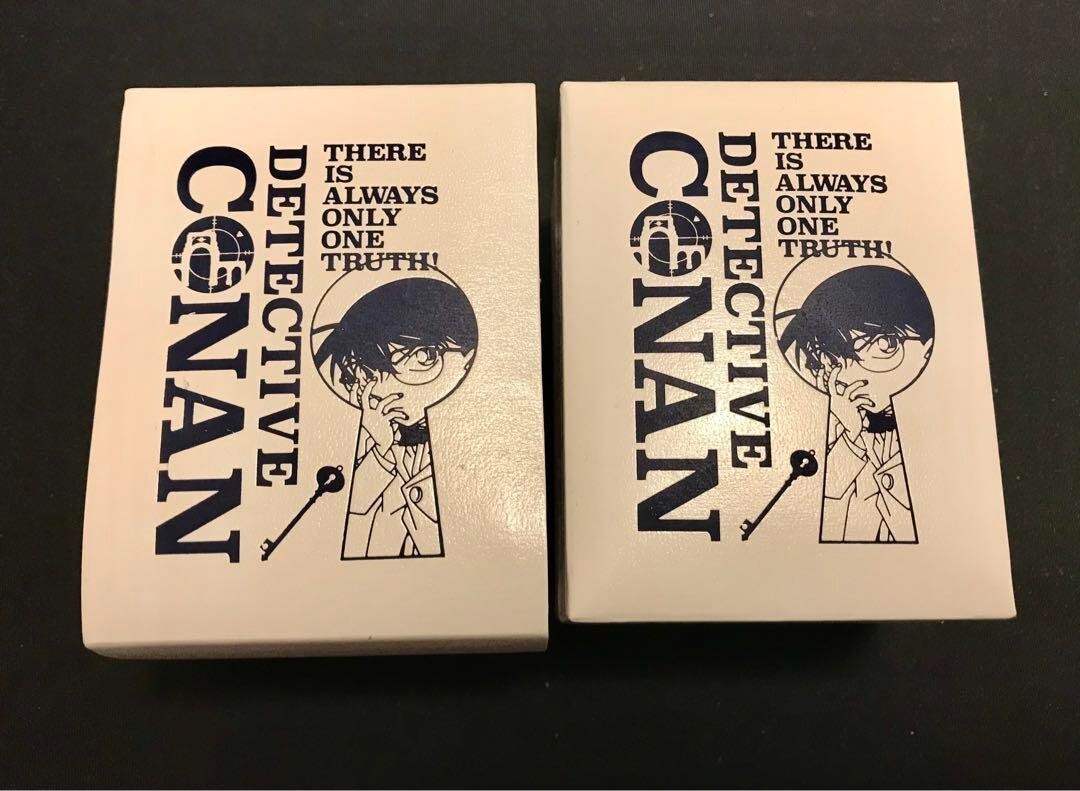 THERE
IS
ALWAYS
ONLY
ONE
TRUTH!
DETECTIVE
CONAN
THERE
IS
ALWAYS
ONLY
ONE
TRUTH!
DETECTIVE
CONAN